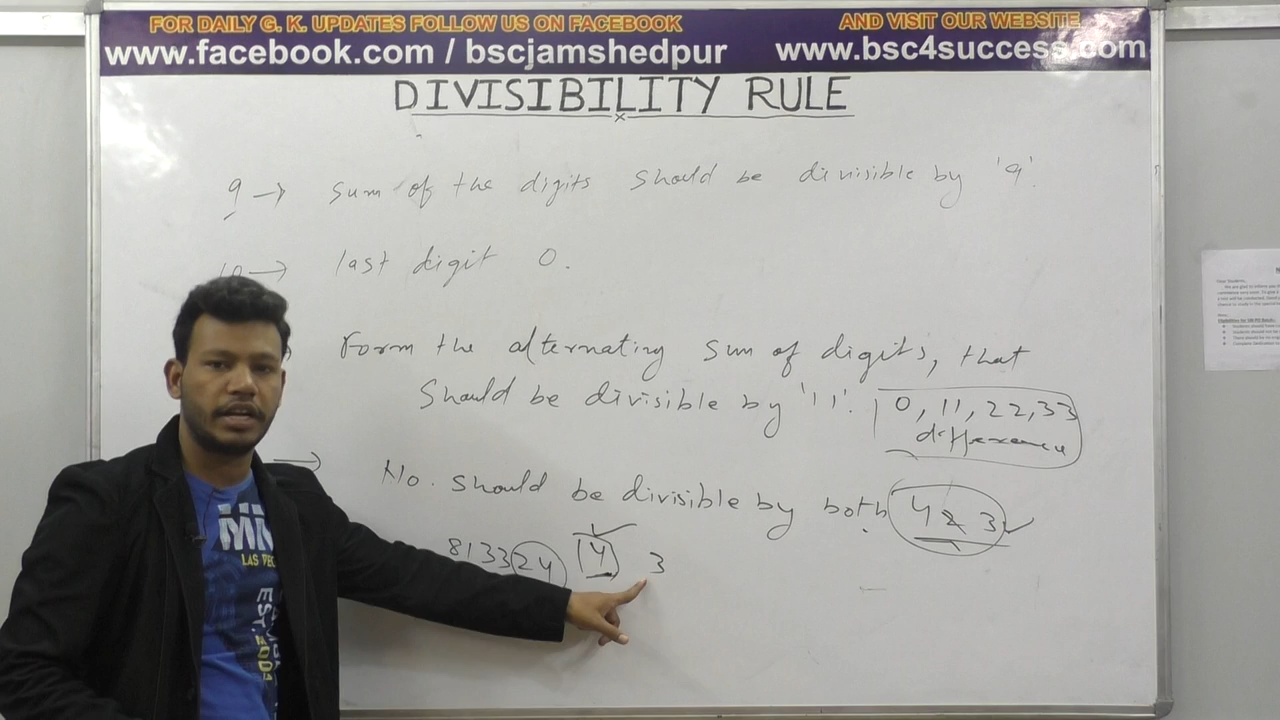 FOR DAILY G. K. UPDATES FOLLOW US ON FACEBOOK
AND VISIT OUR WEBSITE
www.facebook.com / bscjamshedpur
www.bsc4success.com
DIVISIBILITY RULE
9 → Sum of the digits should be divisible by '9'.
10 → last digit 0.
Form the alternating sum of digits, that
should be divisible by '11'. 0, 11, 22, 33
difference
→ No. should be divisible by both 4 & 3
813324 4 3
LAS
EST.